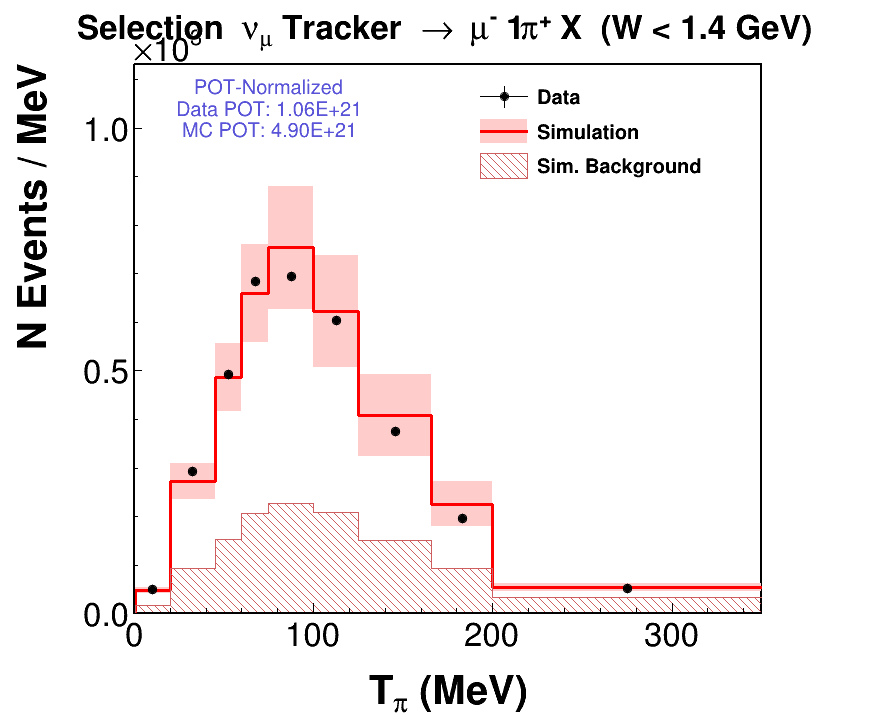 Selection ν_μ Tracker → μ⁻ 1π⁺ X (W < 1.4 GeV)
×10³
POT-Normalized
Data POT: 1.06E+21
MC POT: 4.90E+21
Data
Simulation
Sim. Background
N Events / MeV
1.0
0.5
0.0
0 100 200 300
T_π (MeV)